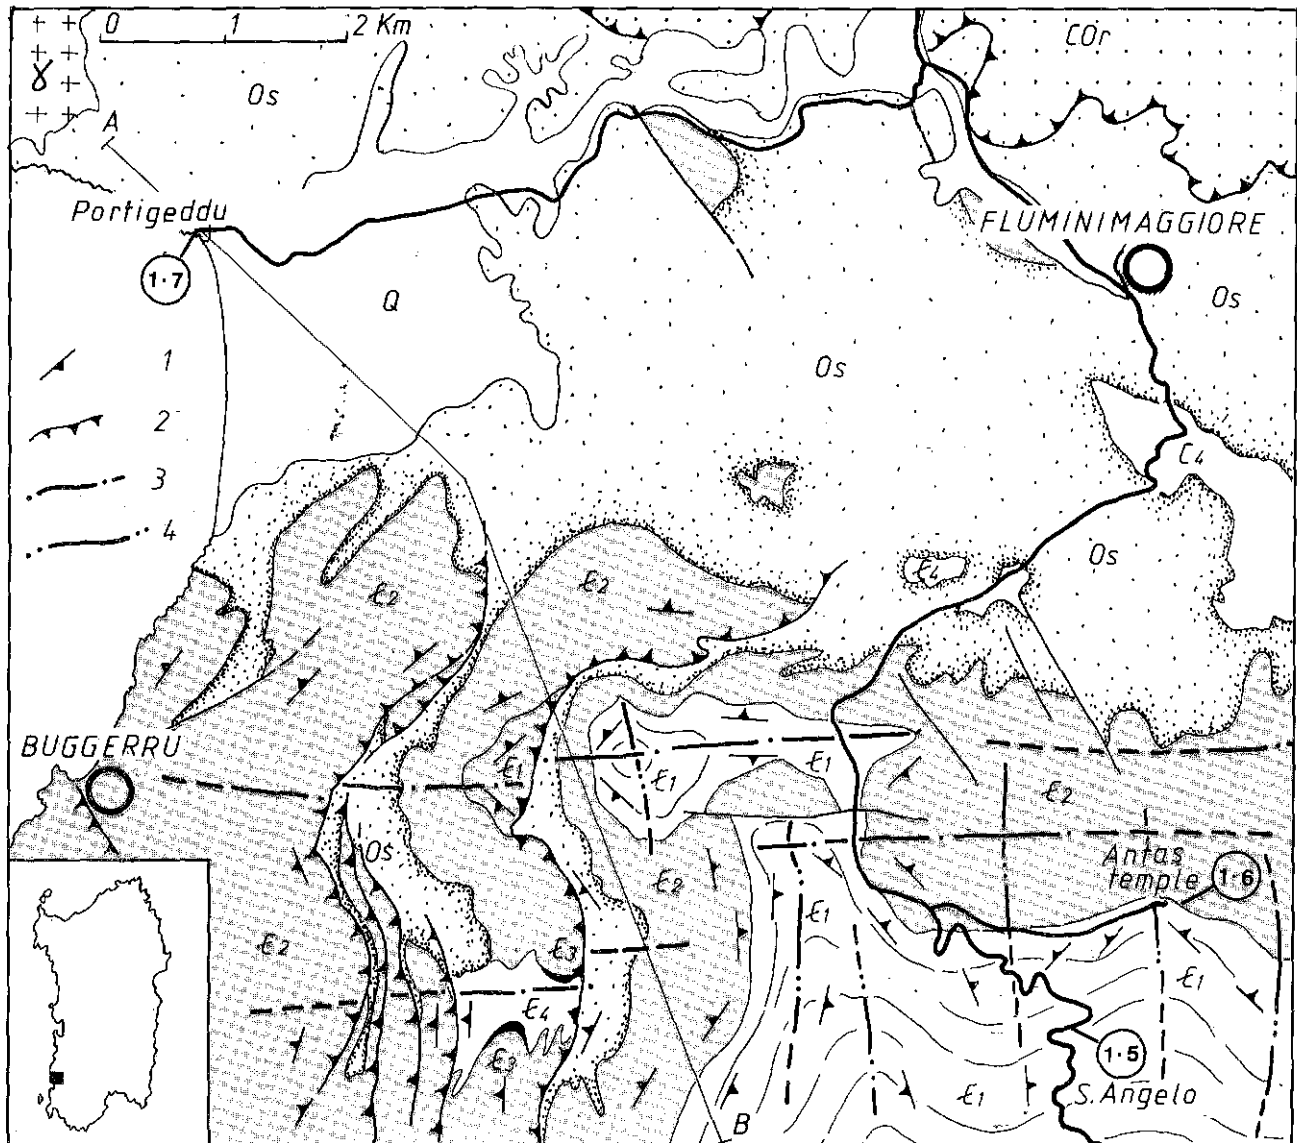 0 1 2 Km
COr
ɣ
Os
A
Portigeddu
FLUMINIMAGGIORE
1·7
Q
Os
1
Os
2
C4
3
4
Os
Є4
Є2
Є2
BUGGERRU
Є1
Є1
Є1
Є2
Os
Antas
temple
1·6
Є2
Є1
Є2
Є3
Є1
Є4
Є3
1·5
S. Angelo
Є1
B